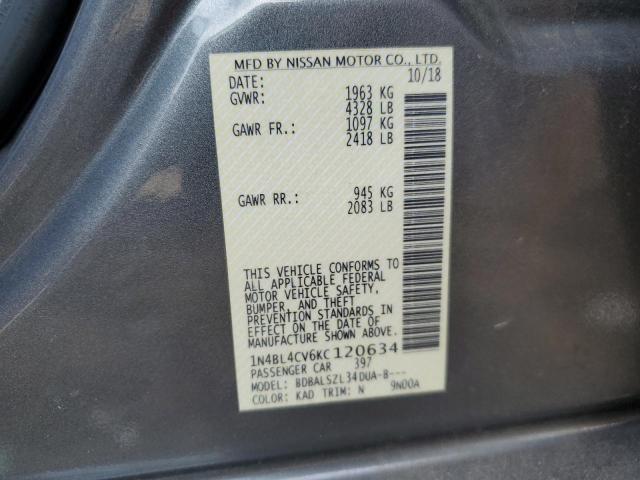 MFD BY NISSAN MOTOR CO., LTD.
DATE: 10/18
GVWR: 1963 KG
4328 LB
GAWR FR.: 1097 KG
2418 LB
GAWR RR.: 945 KG
2083 LB
THIS VEHICLE CONFORMS TO
ALL APPLICABLE FEDERAL
MOTOR VEHICLE SAFETY,
BUMPER, AND THEFT
PREVENTION STANDARDS IN
EFFECT ON THE DATE OF
MANUFACTURE SHOWN ABOVE.
1N4BL4CV6KC120634
PASSENGER CAR 397
MODEL: BDBALSZL34DUA-B---
COLOR: KAD TRIM: N 9N00A